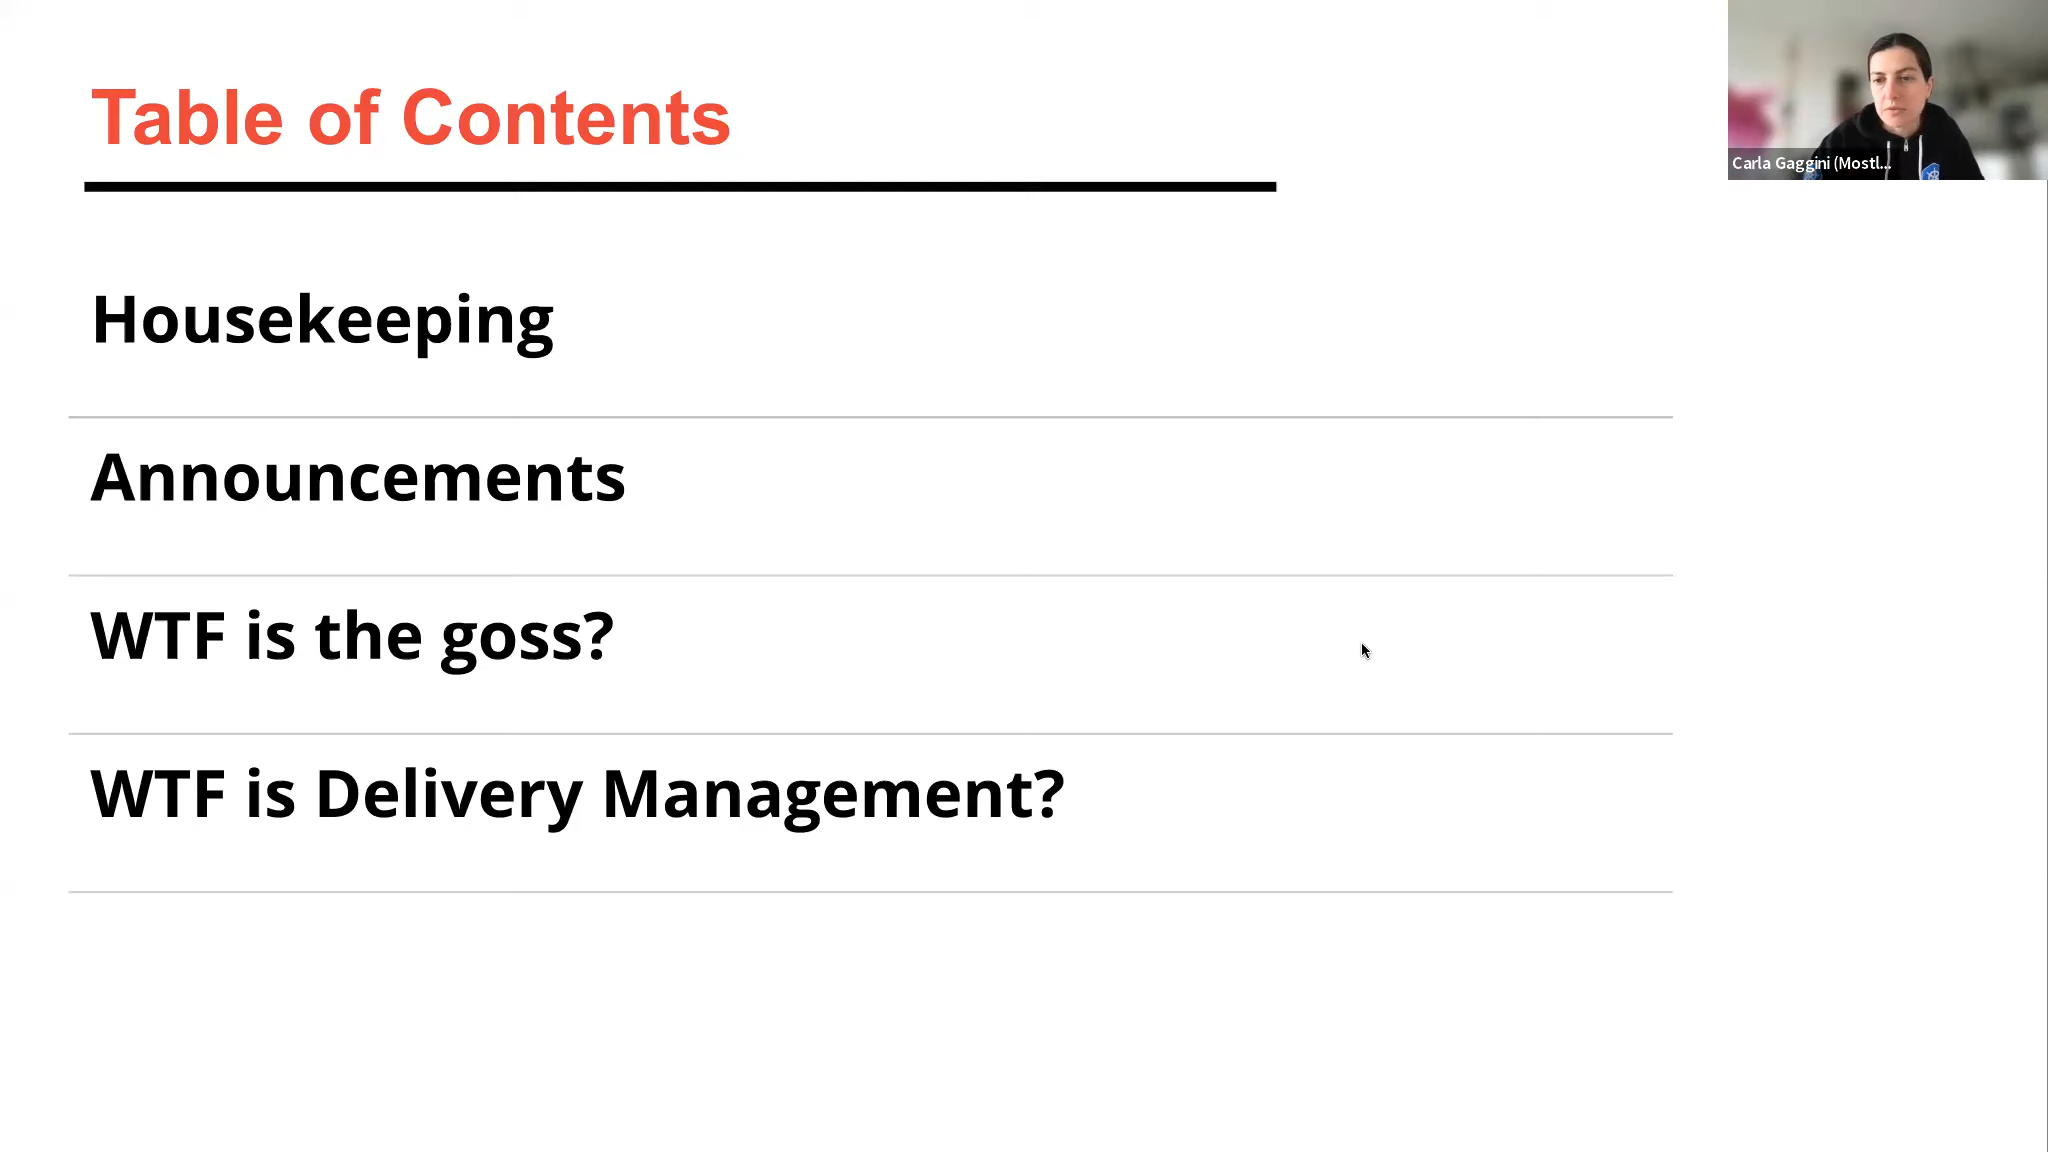 Table of Contents
Carla Gaggini (Mostl...
Housekeeping
Announcements
WTF is the goss?
WTF is Delivery Management?